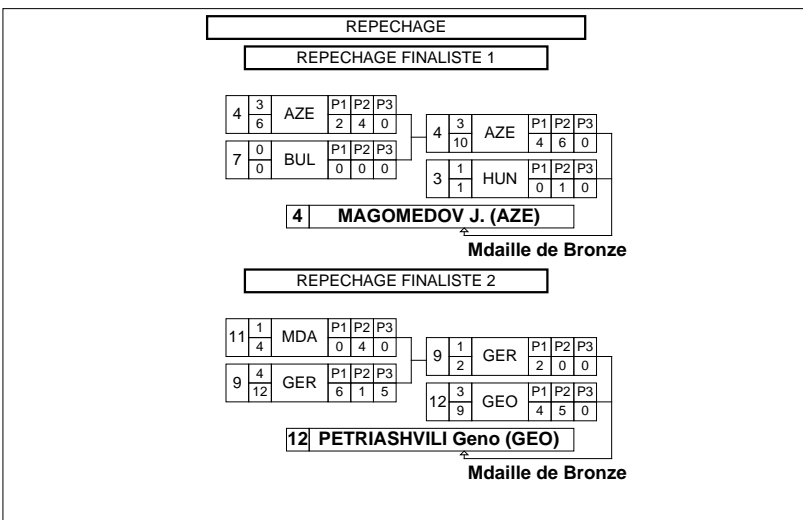 REPECHAGE
REPECHAGE FINALISTE 1
4 3 AZE P1 P2 P3
6 2 4 0
7 0 BUL P1 P2 P3
0 0 0 0
4 3 AZE P1 P2 P3
10 4 6 0
3 1 HUN P1 P2 P3
1 0 1 0
4 MAGOMEDOV J. (AZE)
Mdaille de Bronze
REPECHAGE FINALISTE 2
11 1 MDA P1 P2 P3
4 0 4 0
9 4 GER P1 P2 P3
12 6 1 5
9 1 GER P1 P2 P3
2 2 0 0
12 3 GEO P1 P2 P3
9 4 5 0
12 PETRIASHVILI Geno (GEO)
Mdaille de Bronze